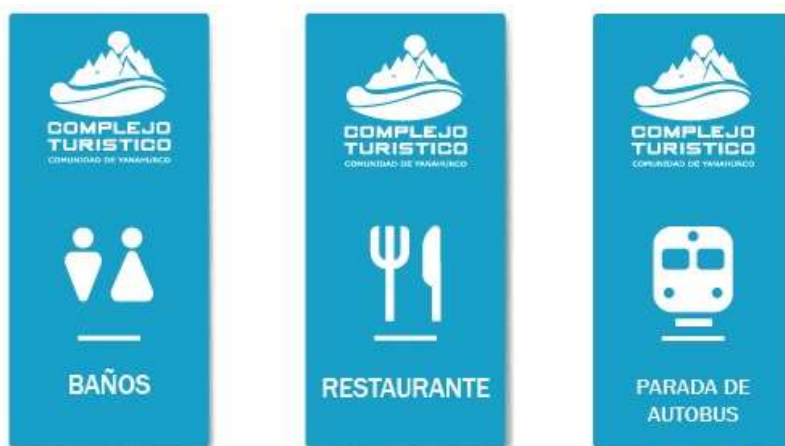 COMPLEJO
TURISTICO
COMUNIDAD DE YANAHURCO
BAÑOS
COMPLEJO
TURISTICO
COMUNIDAD DE YANAHURCO
RESTAURANTE
COMPLEJO
TURISTICO
COMUNIDAD DE YANAHURCO
PARADA DE
AUTOBUS